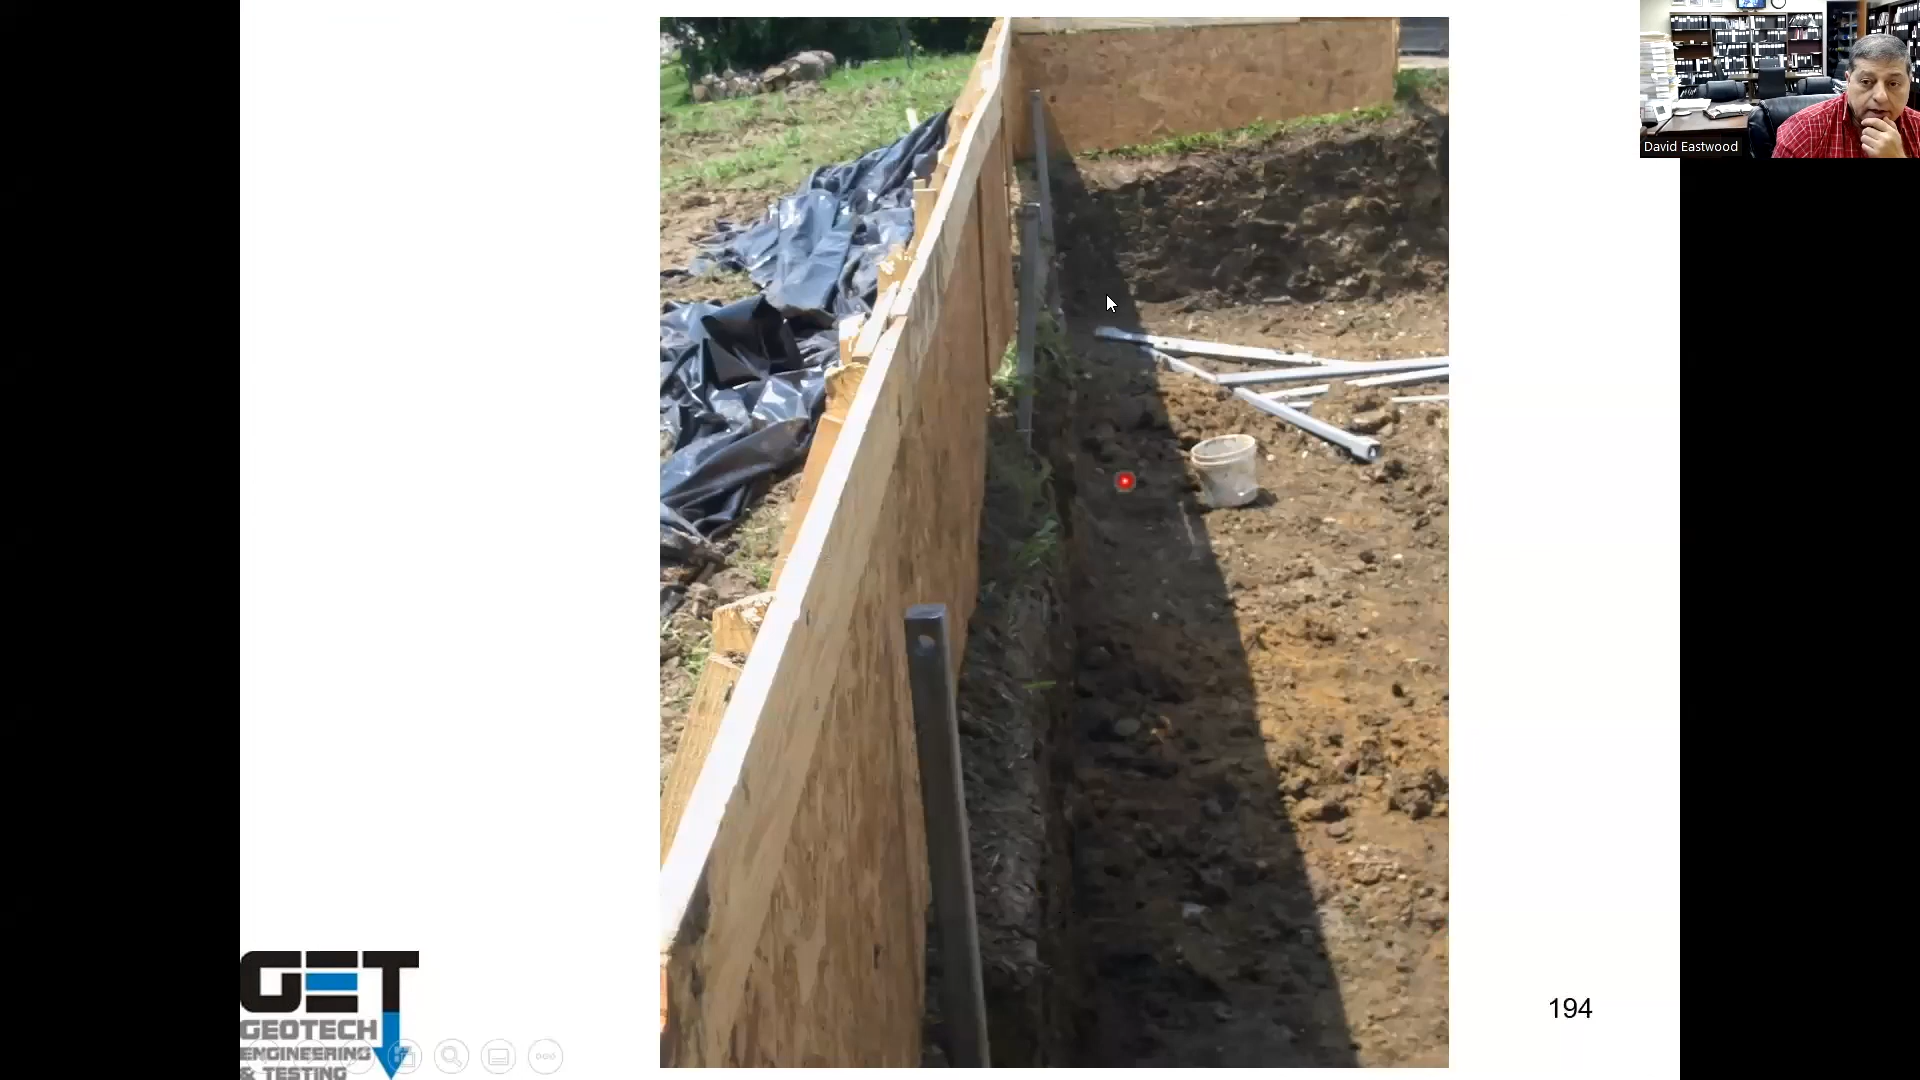 David Eastwood
GET
GEOTECH
ENGINEERING
& TESTING
194